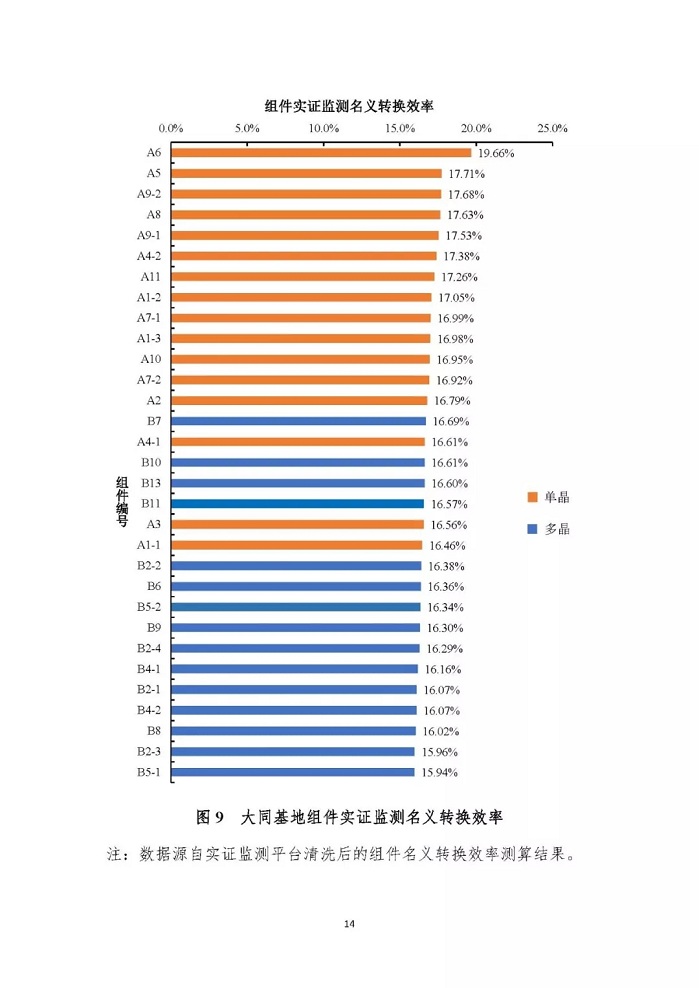 组件实证监测名义转换效率
0.0% 5.0% 10.0% 15.0% 20.0% 25.0%
A6 19.66%
A5 17.71%
A9-2 17.68%
A8 17.63%
A9-1 17.53%
A4-2 17.38%
A11 17.26%
A1-2 17.05%
A7-1 16.99%
A1-3 16.98%
A10 16.95%
A7-2 16.92%
A2 16.79%
B7 16.69%
A4-1 16.61%
B10 16.61%
B13 16.60%
B11 16.57%
A3 16.56%
A1-1 16.46%
B2-2 16.38%
B6 16.36%
B5-2 16.34%
B9 16.30%
B2-4 16.29%
B4-1 16.16%
B2-1 16.07%
B4-2 16.07%
B8 16.02%
B2-3 15.96%
B5-1 15.94%
组件编号
单晶
多晶
图 9 大同基地组件实证监测名义转换效率
注：数据源自实证监测平台清洗后的组件名义转换效率测算结果。
14